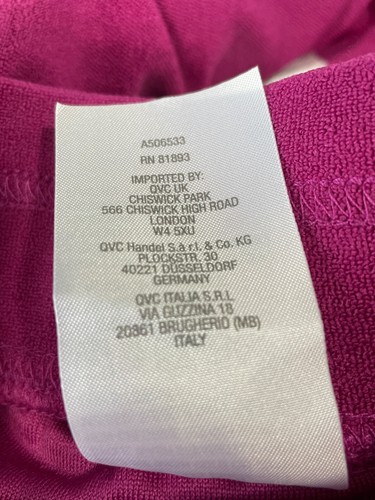 A506533
RN 81893
IMPORTED BY:
QVC UK
CHISWICK PARK
566 CHISWICK HIGH ROAD
LONDON
W4 5XU
QVC Handel S.à r.l. & Co. KG
PLOCKSTR. 30
40221 DÜSSELDORF
GERMANY
QVC ITALIA S.R.L
VIA GUZZINA 18
20861 BRUGHERIO (MB)
ITALY